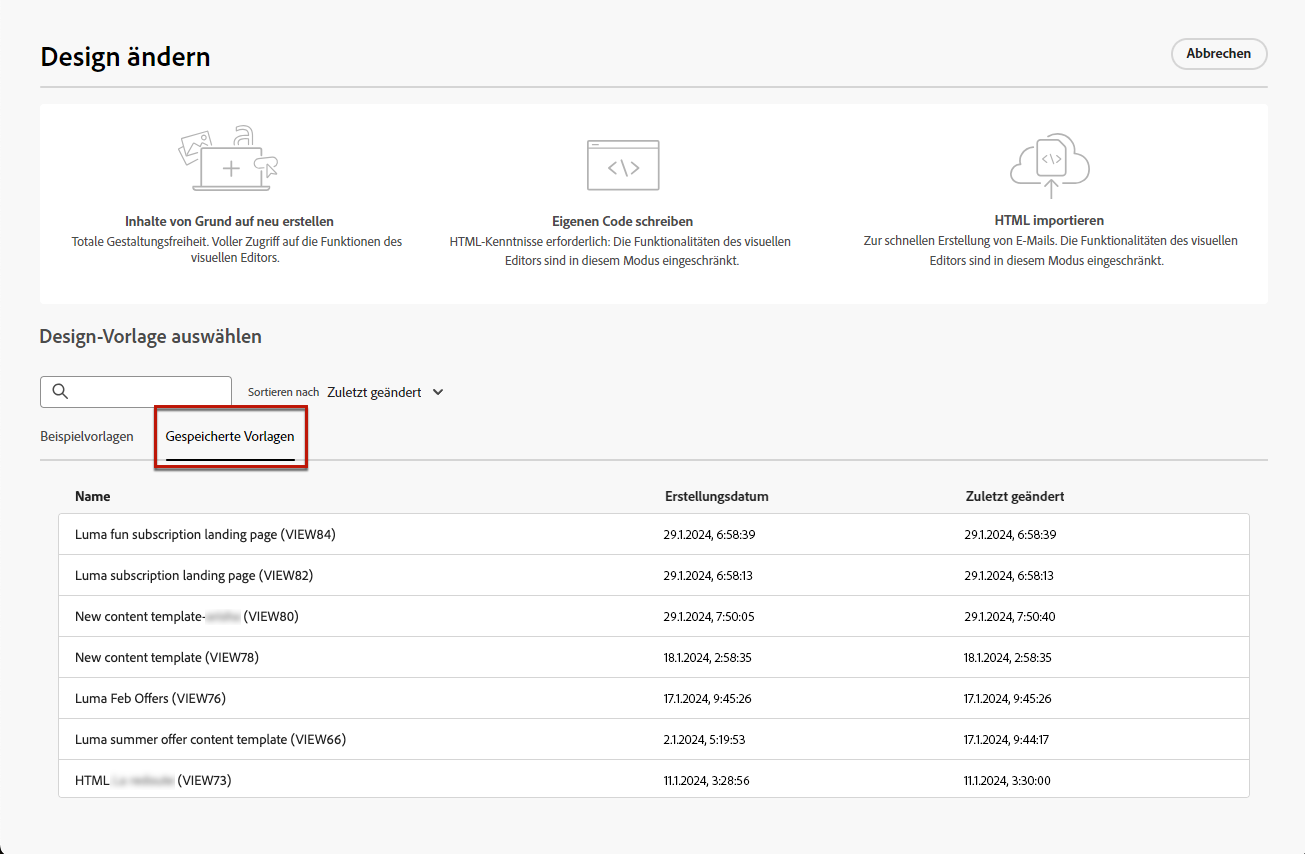 Design ändern
Abbrechen
Inhalte von Grund auf neu erstellen
Totale Gestaltungsfreiheit. Voller Zugriff auf die Funktionen des
visuellen Editors.
Eigenen Code schreiben
HTML-Kenntnisse erforderlich: Die Funktionalitäten des visuellen
Editors sind in diesem Modus eingeschränkt.
HTML importieren
Zur schnellen Erstellung von E-Mails. Die Funktionalitäten des visuellen
Editors sind in diesem Modus eingeschränkt.
Design-Vorlage auswählen
Sortieren nach Zuletzt geändert
Beispielvorlagen Gespeicherte Vorlagen
Name Erstellungsdatum Zuletzt geändert
Luma fun subscription landing page (VIEW84) 29.1.2024, 6:58:39 29.1.2024, 6:58:39
Luma subscription landing page (VIEW82) 29.1.2024, 6:58:13 29.1.2024, 6:58:13
New content template- (VIEW80) 29.1.2024, 7:50:05 29.1.2024, 7:50:40
New content template (VIEW78) 18.1.2024, 2:58:35 18.1.2024, 2:58:35
Luma Feb Offers (VIEW76) 17.1.2024, 9:45:26 17.1.2024, 9:45:26
Luma summer offer content template (VIEW66) 2.1.2024, 5:19:53 17.1.2024, 9:44:17
HTML (VIEW73) 11.1.2024, 3:28:56 11.1.2024, 3:30:00